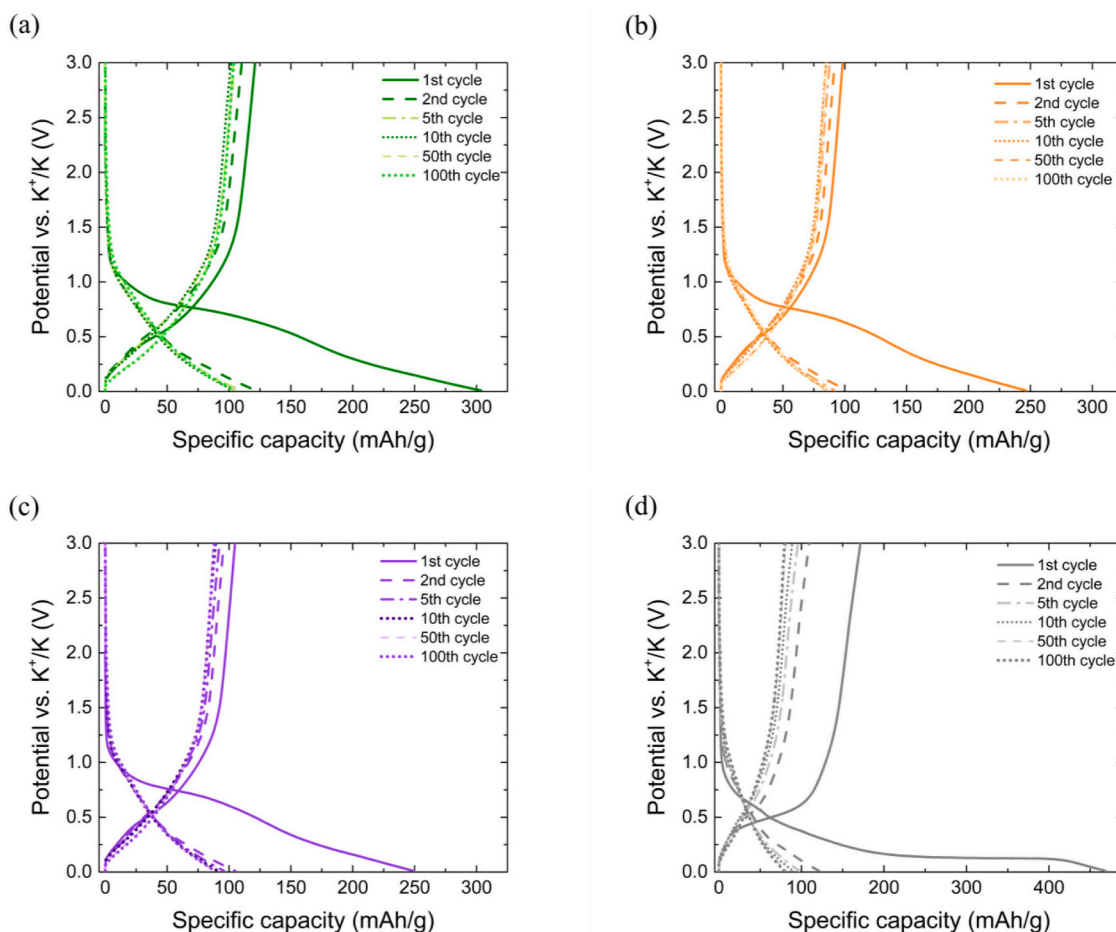 (a)
3.0
2.5
2.0
1.5
1.0
0.5
0.0
Potential vs. K⁺/K (V)
1st cycle
2nd cycle
5th cycle
10th cycle
50th cycle
100th cycle
0 50 100 150 200 250 300
Specific capacity (mAh/g)
(b)
3.0
2.5
2.0
1.5
1.0
0.5
0.0
Potential vs. K⁺/K (V)
1st cycle
2nd cycle
5th cycle
10th cycle
50th cycle
100th cycle
0 50 100 150 200 250 300
Specific capacity (mAh/g)
(c)
3.0
2.5
2.0
1.5
1.0
0.5
0.0
Potential vs. K⁺/K (V)
1st cycle
2nd cycle
5th cycle
10th cycle
50th cycle
100th cycle
0 50 100 150 200 250 300
Specific capacity (mAh/g)
(d)
3.0
2.5
2.0
1.5
1.0
0.5
0.0
Potential vs. K⁺/K (V)
1st cycle
2nd cycle
5th cycle
10th cycle
50th cycle
100th cycle
0 100 200 300 400
Specific capacity (mAh/g)